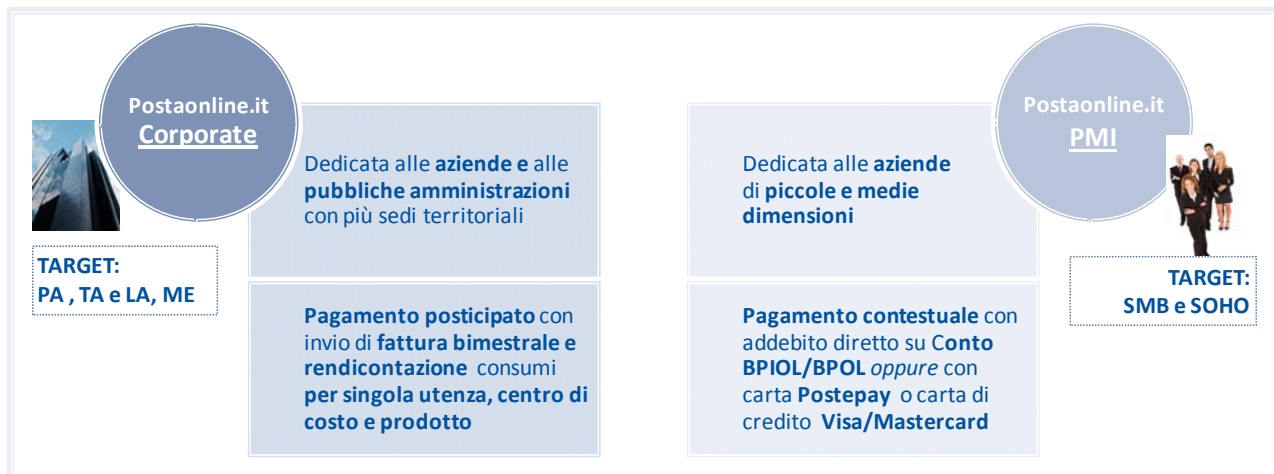 Postaonline.it
Corporate
Dedicata alle aziende e alle
pubbliche amministrazioni
con più sedi territoriali
TARGET:
PA , TA e LA, ME
Pagamento posticipato con
invio di fattura bimestrale e
rendicontazione consumi
per singola utenza, centro di
costo e prodotto
Postaonline.it
PMI
Dedicata alle aziende
di piccole e medie
dimensioni
TARGET:
SMB e SOHO
Pagamento contestuale con
addebito diretto su Conto
BPIOL/BPOL oppure con
carta Postepay o carta di
credito Visa/Mastercard